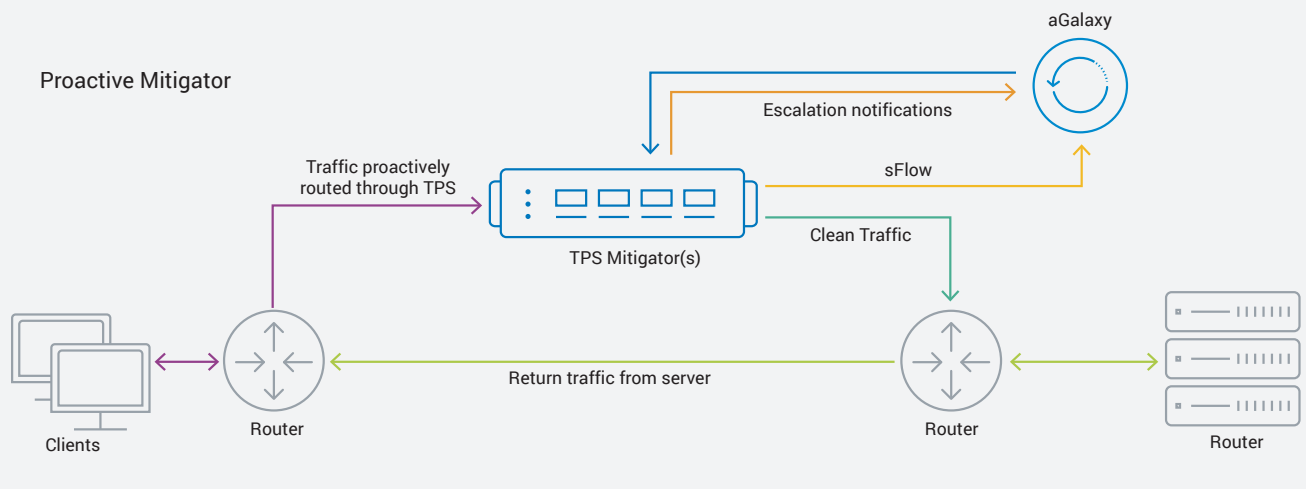 aGalaxy
Proactive Mitigator
Escalation notifications
Traffic proactively
routed through TPS
sFlow
Clean Traffic
TPS Mitigator(s)
Return traffic from server
Router
Router
Clients
Router